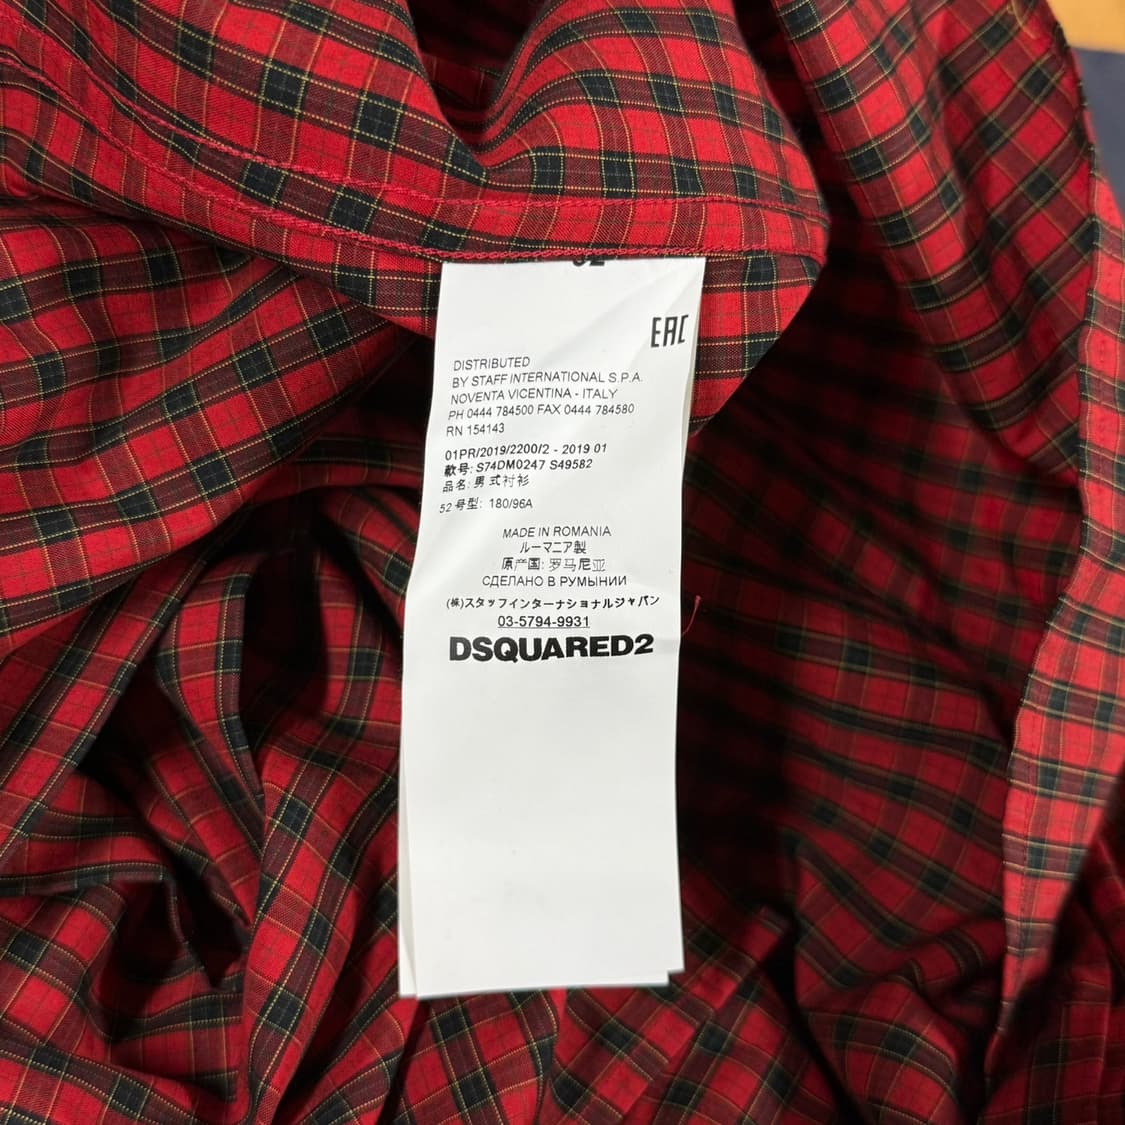 52
EAC
DISTRIBUTED
BY STAFF INTERNATIONAL S.P.A.
NOVENTA VICENTINA - ITALY
PH 0444 784500 FAX 0444 784580
RN 154143
01PR/2019/2200/2 - 2019 01
款号: S74DM0247 S49582
品名: 男式衬衫
52 号型: 180/96A
MADE IN ROMANIA
ルーマニア製
原产国: 罗马尼亚
СДЕЛАНО В РУМЫНИИ
(株)スタッフインターナショナルジャパン
03-5794-9931
DSQUARED2